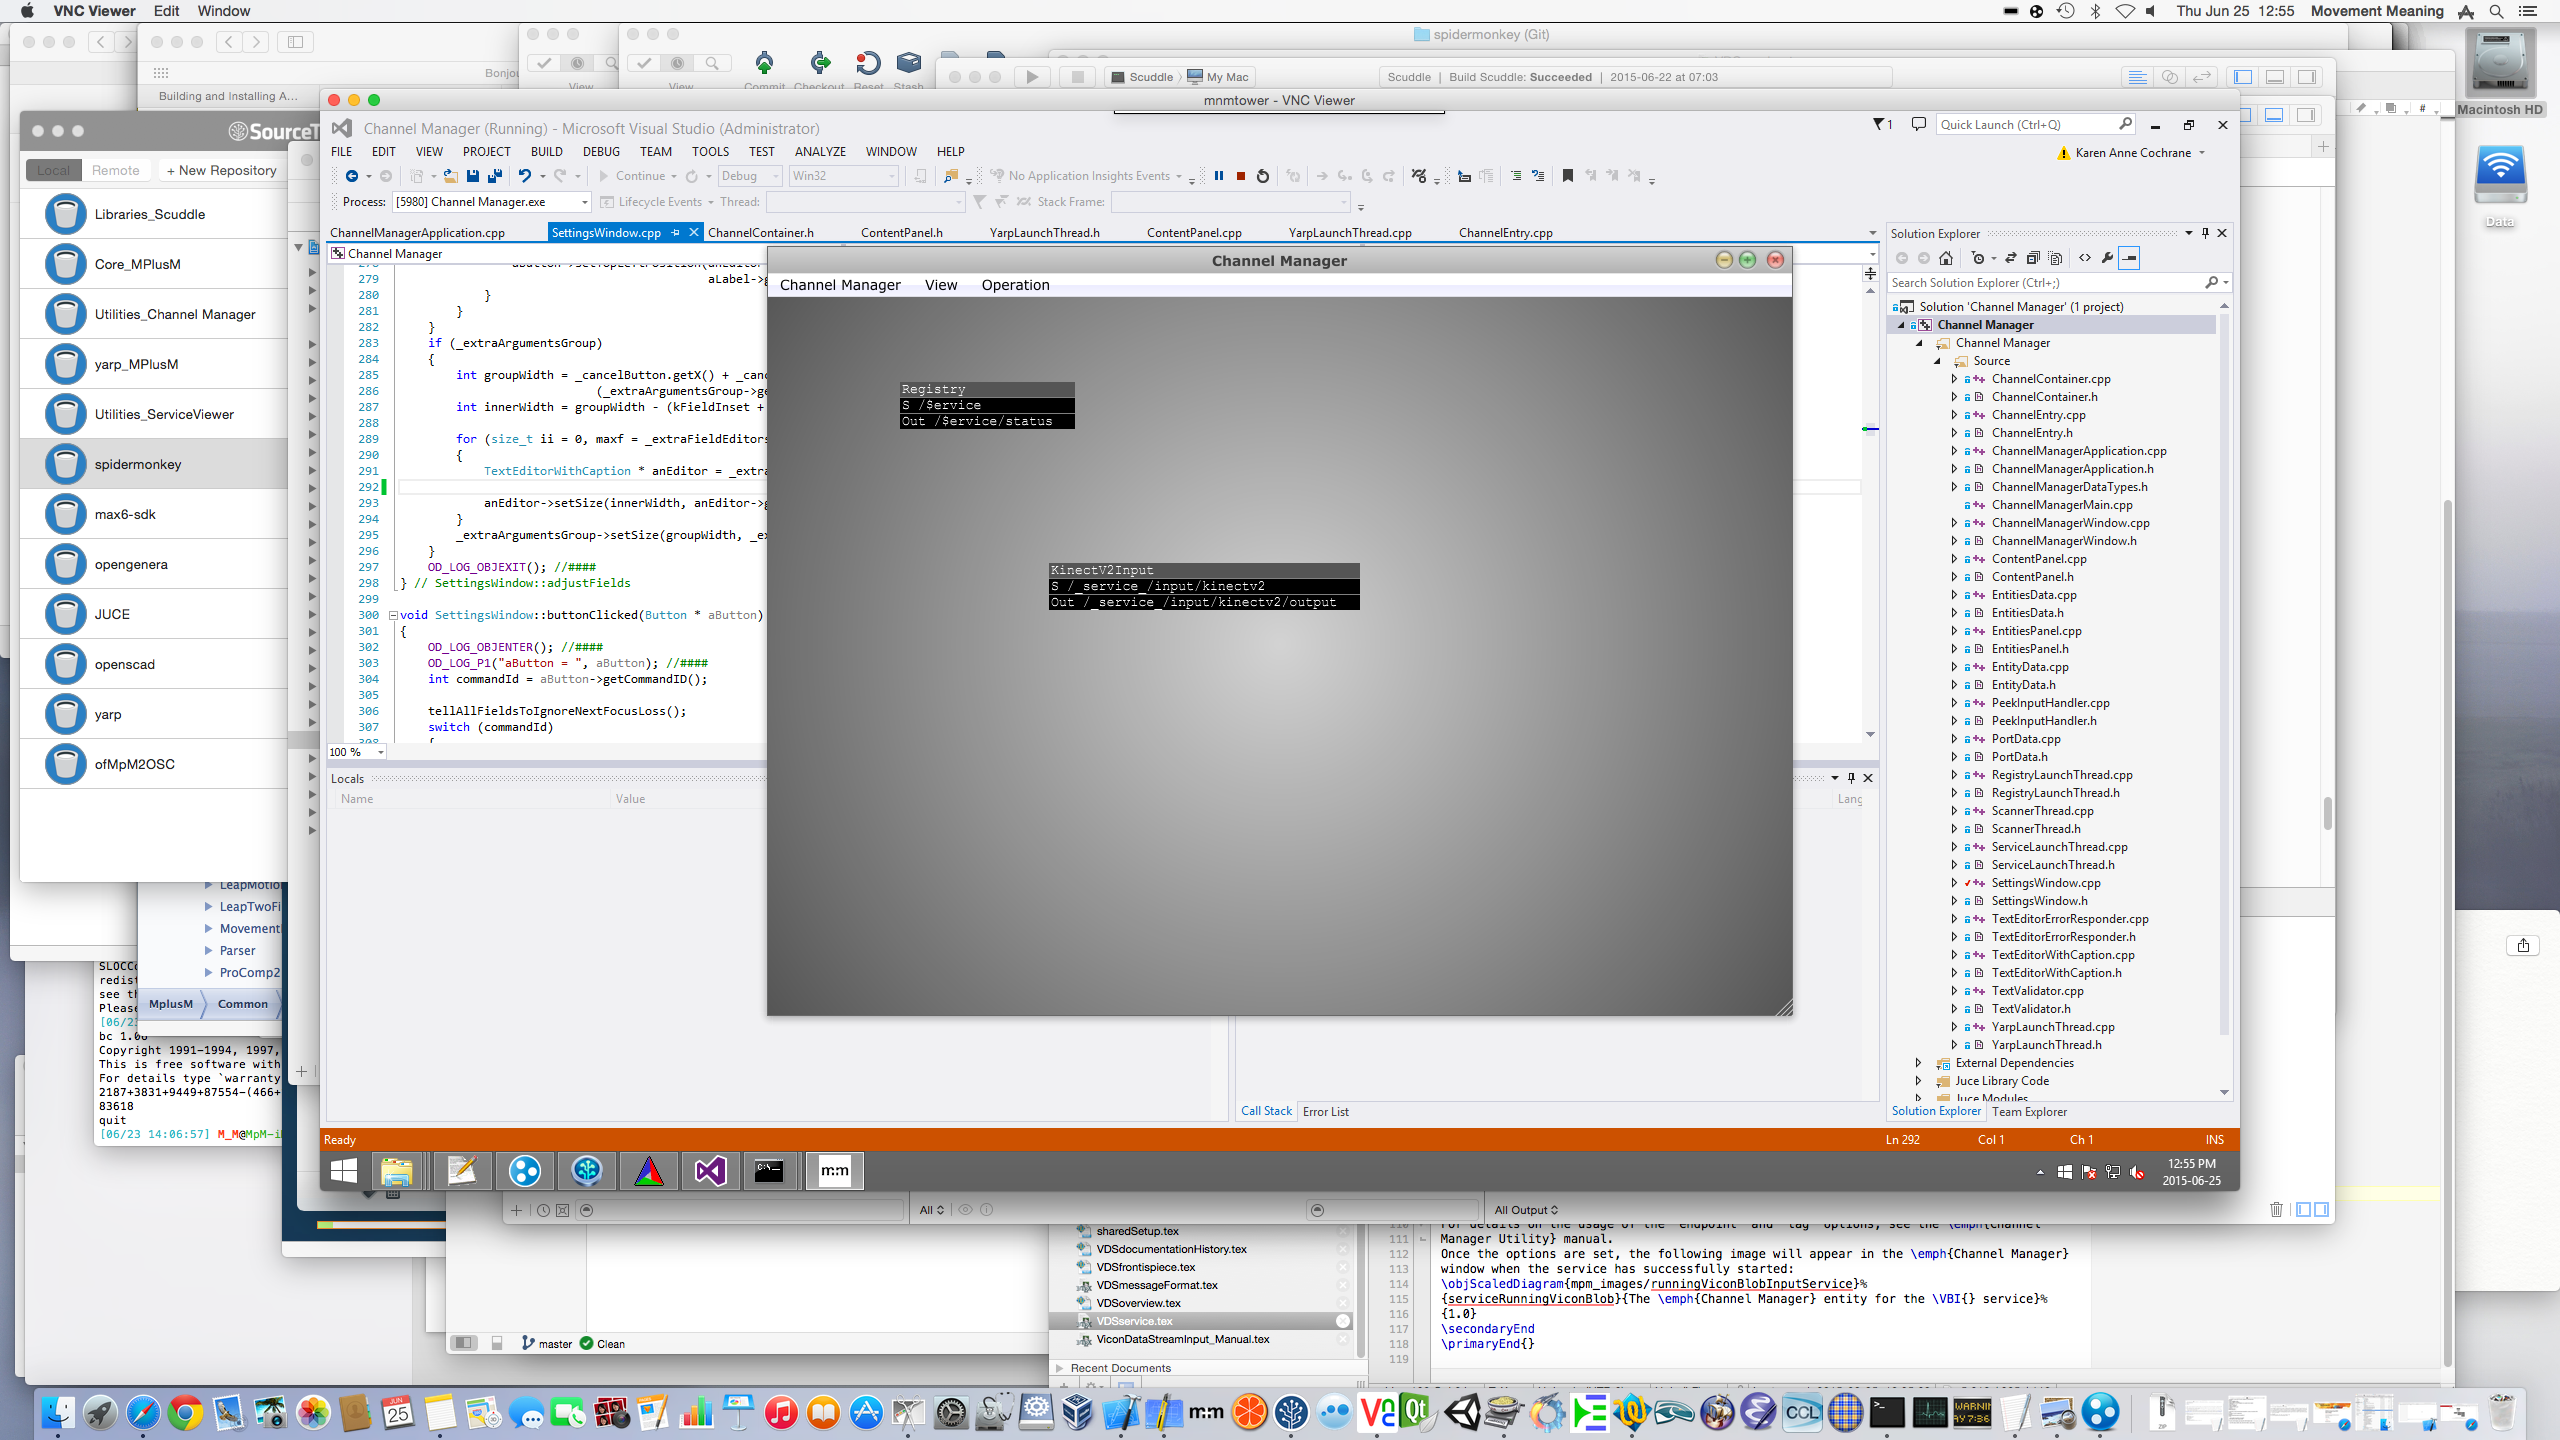 VNC Viewer Edit Window
Thu Jun 25 12:55 Movement Meaning
spidermonkey (Git)
Macintosh HD
Data
Building and Installing A...
View
View
Commit Checkout Reset Stash
Scuddle My Mac
Scuddle | Build Scuddle: Succeeded | 2015-06-22 at 07:03
mnmtower - VNC Viewer
Local Remote + New Repository
Libraries_Scuddle
Core_MPlusM
Utilities_Channel Manager
yarp_MPlusM
Utilities_ServiceViewer
spidermonkey
max6-sdk
opengenera
JUCE
openscad
yarp
ofMpM2OSC
Channel Manager (Running) - Microsoft Visual Studio (Administrator)
1
Quick Launch (Ctrl+Q)
FILE EDIT VIEW PROJECT BUILD DEBUG TEAM TOOLS TEST ANALYZE WINDOW HELP
Karen Anne Cochrane
Continue Debug Win32 No Application Insights Events
Process: [5980] Channel Manager.exe Lifecycle Events Thread: Stack Frame:
ChannelManagerApplication.cpp SettingsWindow.cpp ChannelContainer.h ContentPanel.h YarpLaunchThread.h ContentPanel.cpp YarpLaunchThread.cpp ChannelEntry.cpp
Channel Manager
279 aLabel->g
280 }
281 }
282 }
283 if (_extraArgumentsGroup)
284 {
285 int groupWidth = _cancelButton.getX() + _canc
286 (_extraArgumentsGroup->ge
287 int innerWidth = groupWidth - (kFieldInset +
288
289 for (size_t ii = 0, maxf = _extraFieldEditors
290 {
291 TextEditorWithCaption * anEditor = _extra
292
293 anEditor->setSize(innerWidth, anEditor->g
294 }
295 _extraArgumentsGroup->setSize(groupWidth, _ex
296 }
297 OD_LOG_OBJEXIT(); //####
298 } // SettingsWindow::adjustFields
299
300 void SettingsWindow::buttonClicked(Button * aButton)
301 {
302 OD_LOG_OBJENTER(); //####
303 OD_LOG_P1("aButton = ", aButton); //####
304 int commandId = aButton->getCommandID();
305
306 tellAllFieldsToIgnoreNextFocusLoss();
307 switch (commandId)
100 %
Locals
Name Value
Lang
Call Stack Error List
Channel Manager
Channel Manager View Operation
Registry
S /$ervice
Out /$ervice/status
KinectV2Input
S /_service_/input/kinectv2
Out /_service_/input/kinectv2/output
Solution Explorer
Search Solution Explorer (Ctrl+;)
Solution 'Channel Manager' (1 project)
Channel Manager
Channel Manager
Source
ChannelContainer.cpp
ChannelContainer.h
ChannelEntry.cpp
ChannelEntry.h
ChannelManagerApplication.cpp
ChannelManagerApplication.h
ChannelManagerDataTypes.h
ChannelManagerMain.cpp
ChannelManagerWindow.cpp
ChannelManagerWindow.h
ContentPanel.cpp
ContentPanel.h
EntitiesData.cpp
EntitiesData.h
EntitiesPanel.cpp
EntitiesPanel.h
EntityData.cpp
EntityData.h
PeekInputHandler.cpp
PeekInputHandler.h
PortData.cpp
PortData.h
RegistryLaunchThread.cpp
RegistryLaunchThread.h
ScannerThread.cpp
ScannerThread.h
ServiceLaunchThread.cpp
ServiceLaunchThread.h
SettingsWindow.cpp
SettingsWindow.h
TextEditorErrorResponder.cpp
TextEditorErrorResponder.h
TextEditorWithCaption.cpp
TextEditorWithCaption.h
TextValidator.cpp
TextValidator.h
YarpLaunchThread.cpp
YarpLaunchThread.h
External Dependencies
Juce Library Code
Juce Modules
Solution Explorer Team Explorer
Ready
Ln 292 Col 1 Ch 1 INS
m:m
12:55 PM
2015-06-25
LeapTwoFi
Parser
ProComp2
MplusM Common
SLOCCo
redist
see th
Please
[06/23
bc 1.06
Copyright 1991-1994, 1997,
This is free software with
For details type `warranty
2187+3831+9449+87554-(466+
83618
quit
[06/23 14:06:57] M_M@MpM-i
All
All Output
sharedSetup.tex
VDSdocumentationHistory.tex
VDSfrontispiece.tex
VDSmessageFormat.tex
VDSoverview.tex
VDSservice.tex
ViconDataStreamInput_Manual.tex
Recent Documents
master Clean
111 Manager Utility} manual.
112 Once the options are set, the following image will appear in the \emph{Channel Manager}
113 window when the service has successfully started:
114 \objScaledDiagram{mpm_images/runningViconBlobInputService}%
115 {serviceRunningViconBlob}{The \emph{Channel Manager} entity for the \VBI{} service}%
116 {1.0}
117 \secondaryEnd
118 \primaryEnd{}
119
JUN
25
m:m
Qt
CCL